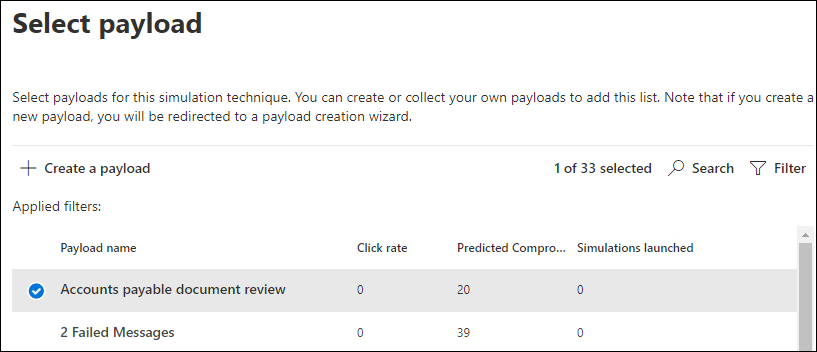 Select payload
Select payloads for this simulation technique. You can create or collect your own payloads to add this list. Note that if you create a
new payload, you will be redirected to a payload creation wizard.
Create a payload 1 of 33 selected Search Filter
Applied filters:
Payload name Click rate Predicted Compro... Simulations launched
Accounts payable document review 0 20 0
2 Failed Messages 0 39 0